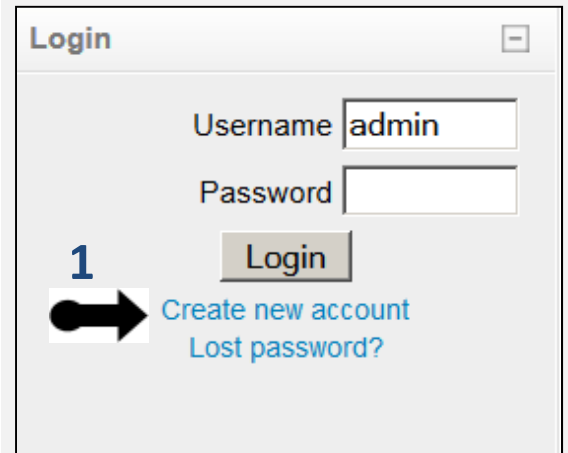 Login
Username admin
Password
Login
1
Create new account
Lost password?